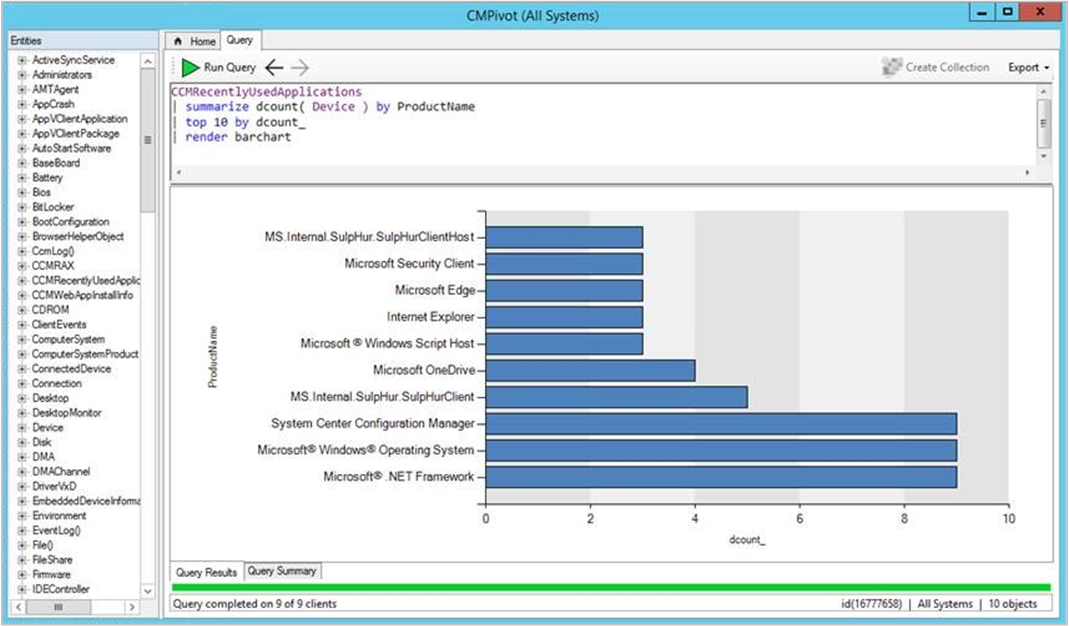 CMPivot (All Systems)
Entities
ActiveSyncService
Administrators
AMTAgent
AppCrash
AppVClientApplication
AppVClientPackage
AutoStartSoftware
BaseBoard
Battery
Bios
BitLocker
BootConfiguration
BrowserHelperObject
CcmLog()
CCMRAX
CCMRecentlyUsedApplic
CCMWebAppInstallInfo
CDROM
ClientEvents
ComputerSystem
ComputerSystemProduct
ConnectedDevice
Connection
Desktop
DesktopMonitor
Device
Disk
DMA
DMAChannel
DriverVxD
EmbeddedDeviceInforma
Environment
EventLog()
File()
FileShare
Firmware
IDEController
Home Query
Run Query
Create Collection Export
CCMRecentlyUsedApplications
| summarize dcount( Device ) by ProductName
| top 10 by dcount_
| render barchart
ProductName
MS.Internal.SulpHur.SulpHurClientHost
Microsoft Security Client
Microsoft Edge
Internet Explorer
Microsoft ® Windows Script Host
Microsoft OneDrive
MS.Internal.SulpHur.SulpHurClient
System Center Configuration Manager
Microsoft® Windows® Operating System
Microsoft® .NET Framework
0 2 4 6 8 10
dcount_
Query Results Query Summary
Query completed on 9 of 9 clients
id(16777658) | All Systems | 10 objects